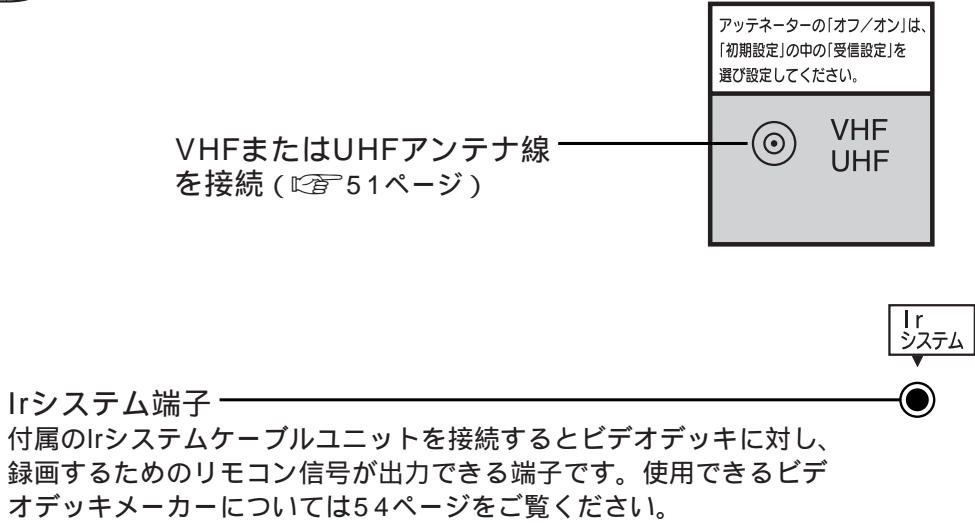 アッテネーターの「オフ/オン」は、
「初期設定」の中の「受信設定」を
選び設定してください。
VHF
UHF
VHFまたはUHFアンテナ線
を接続(☞51ページ)
Ir
システム
Irシステム端子
付属のIrシステムケーブルユニットを接続するとビデオデッキに対し、
録画するためのリモコン信号が出力できる端子です。使用できるビデ
オデッキメーカーについては54ページをご覧ください。